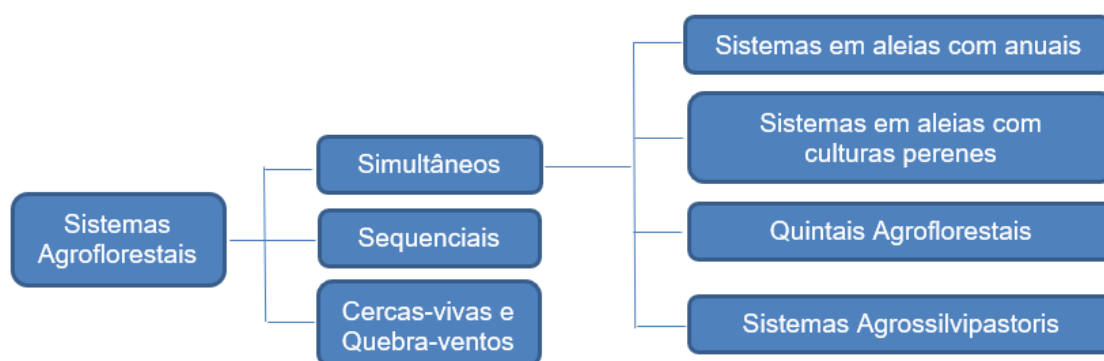 Sistemas
Agroflorestais
Simultâneos
Sequenciais
Cercas-vivas e
Quebra-ventos
Sistemas em aleias com anuais
Sistemas em aleias com
culturas perenes
Quintais Agroflorestais
Sistemas Agrossilvipastoris